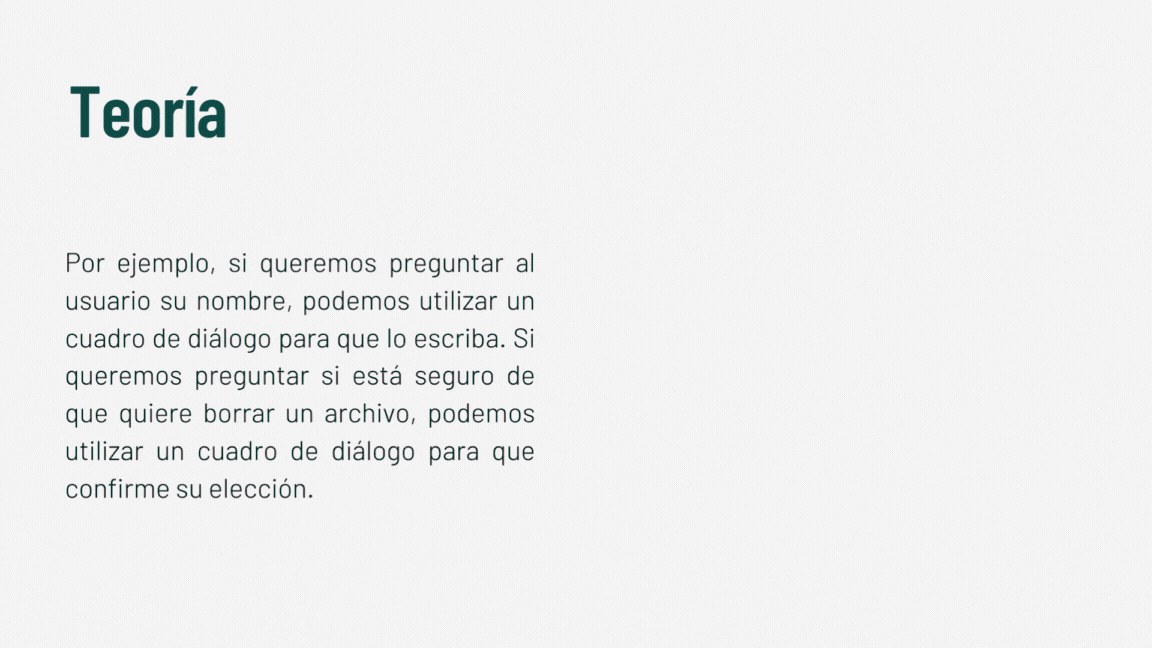 Teoría
Por ejemplo, si queremos preguntar al
usuario su nombre, podemos utilizar un
cuadro de diálogo para que lo escriba. Si
queremos preguntar si está seguro de
que quiere borrar un archivo, podemos
utilizar un cuadro de diálogo para que
confirme su elección.